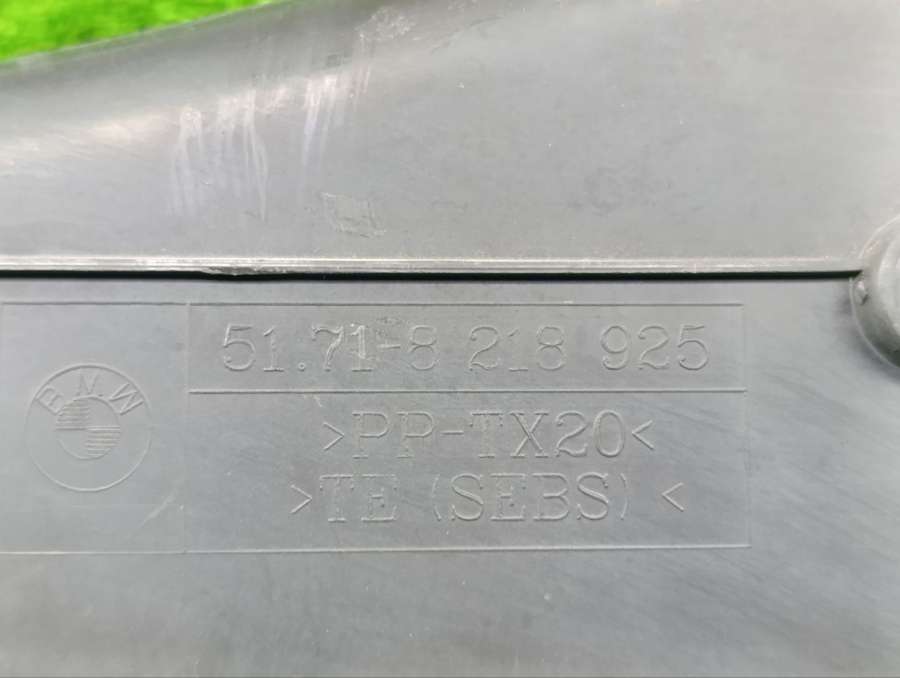 51.71-8 218 925
BMW
>PP-TX20<
>TE (SEBS) <